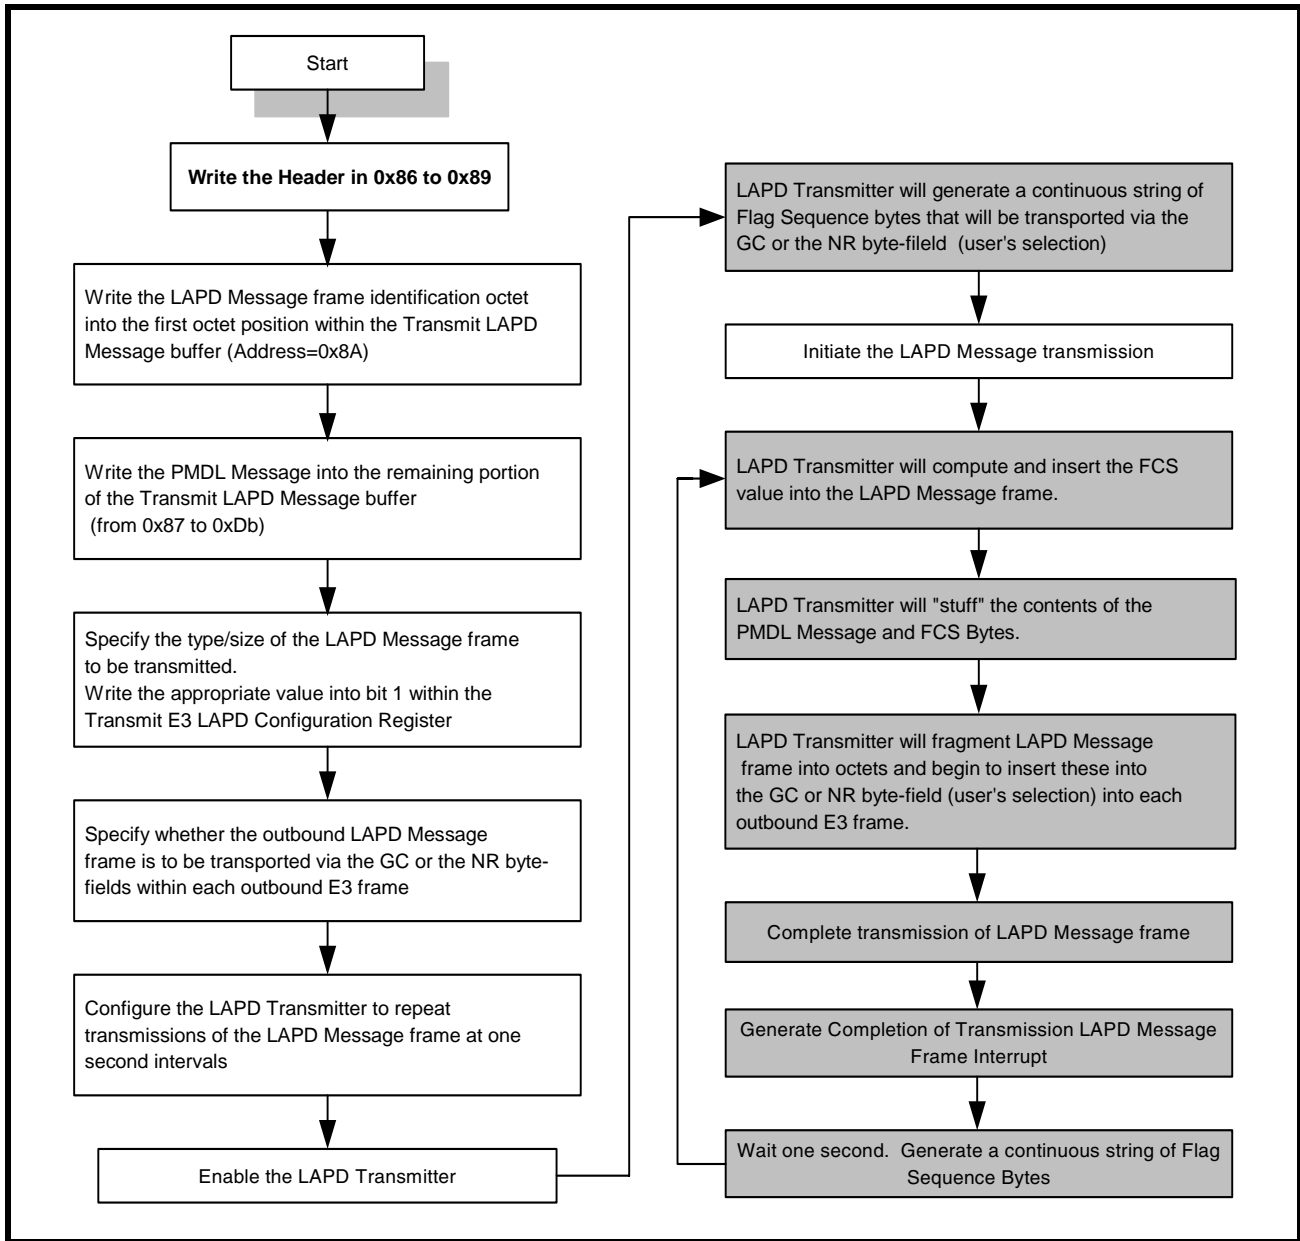 Start
Write the Header in 0x86 to 0x89
Write the LAPD Message frame identification octet
into the first octet position within the Transmit LAPD
Message buffer (Address=0x8A)
Write the PMDL Message into the remaining portion
of the Transmit LAPD Message buffer
(from 0x87 to 0xDb)
Specify the type/size of the LAPD Message frame
to be transmitted.
Write the appropriate value into bit 1 within the
Transmit E3 LAPD Configuration Register
Specify whether the outbound LAPD Message
frame is to be transported via the GC or the NR byte-
fields within each outbound E3 frame
Configure the LAPD Transmitter to repeat
transmissions of the LAPD Message frame at one
second intervals
Enable the LAPD Transmitter
LAPD Transmitter will generate a continuous string of
Flag Sequence bytes that will be transported via the
GC or the NR byte-fileld (user's selection)
Initiate the LAPD Message transmission
LAPD Transmitter will compute and insert the FCS
value into the LAPD Message frame.
LAPD Transmitter will "stuff" the contents of the
PMDL Message and FCS Bytes.
LAPD Transmitter will fragment LAPD Message
frame into octets and begin to insert these into
the GC or NR byte-field (user's selection) into each
outbound E3 frame.
Complete transmission of LAPD Message frame
Generate Completion of Transmission LAPD Message
Frame Interrupt
Wait one second. Generate a continuous string of Flag
Sequence Bytes